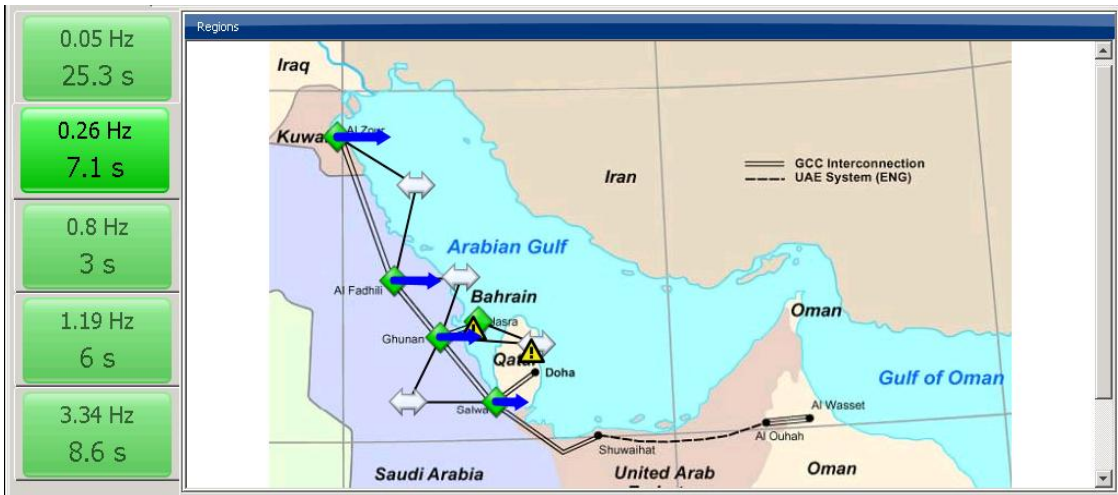 0.05 Hz
25.3 s
0.26 Hz
7.1 s
0.8 Hz
3 s
1.19 Hz
6 s
3.34 Hz
8.6 s
Regions
Iraq
Al Zour
GCC Interconnection
UAE System (ENG)
Iran
Arabian Gulf
Al Fadhili
Bahrain
Jasra
Oman
Ghunan
Doha
Gulf of Oman
Salwa
Al Wasset
Al Ouhah
Shuwaihat
Saudi Arabia
United Arab
Oman